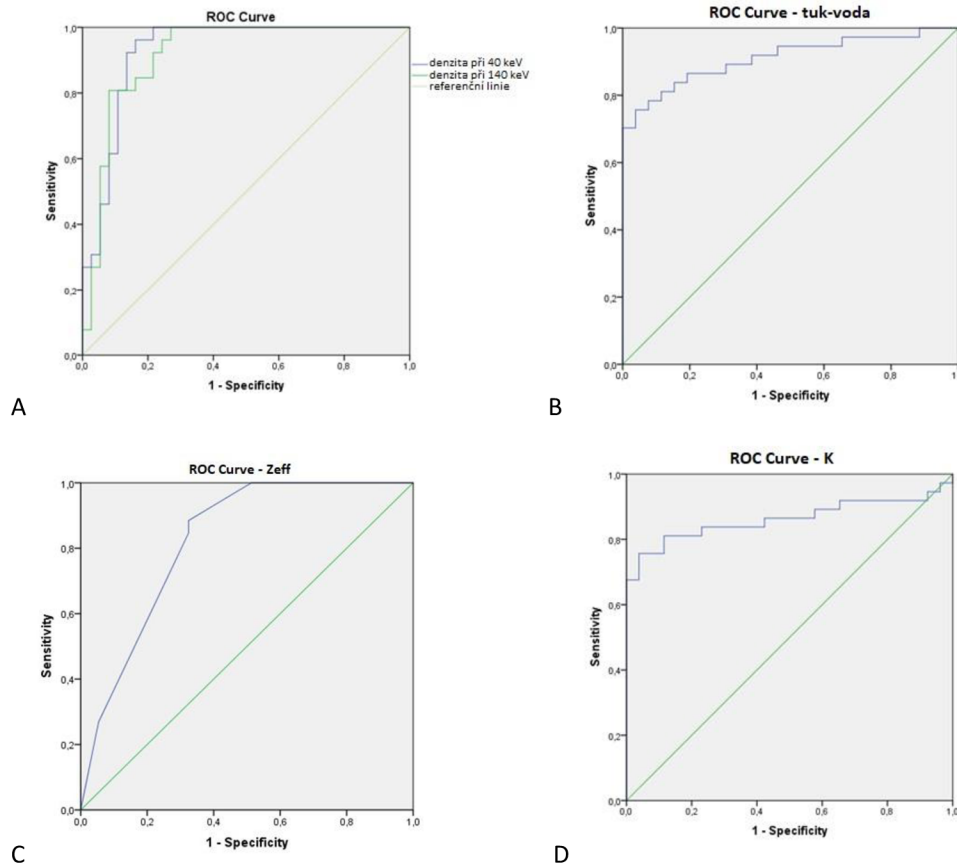 ROC Curve
1,0
0,8
0,6
0,4
0,2
0,0
Sensitivity
0,0 0,2 0,4 0,6 0,8 1,0
1 - Specificity
denzita při 40 keV
denzita při 140 keV
referenční linie
A
ROC Curve - tuk-voda
1,0
0,8
0,6
0,4
0,2
0,0
Sensitivity
0,0 0,2 0,4 0,6 0,8
1 - Specificity
B
ROC Curve - Zeff
1,0
0,8
0,6
0,4
0,2
0,0
Sensitivity
0,0 0,2 0,4 0,6 0,8 1,0
1 - Specificity
C
ROC Curve - K
1,0
0,8
0,6
0,4
0,2
0,0
Sensitivity
0,0 0,2 0,4 0,6 0,8 1,0
1 - Specificity
D